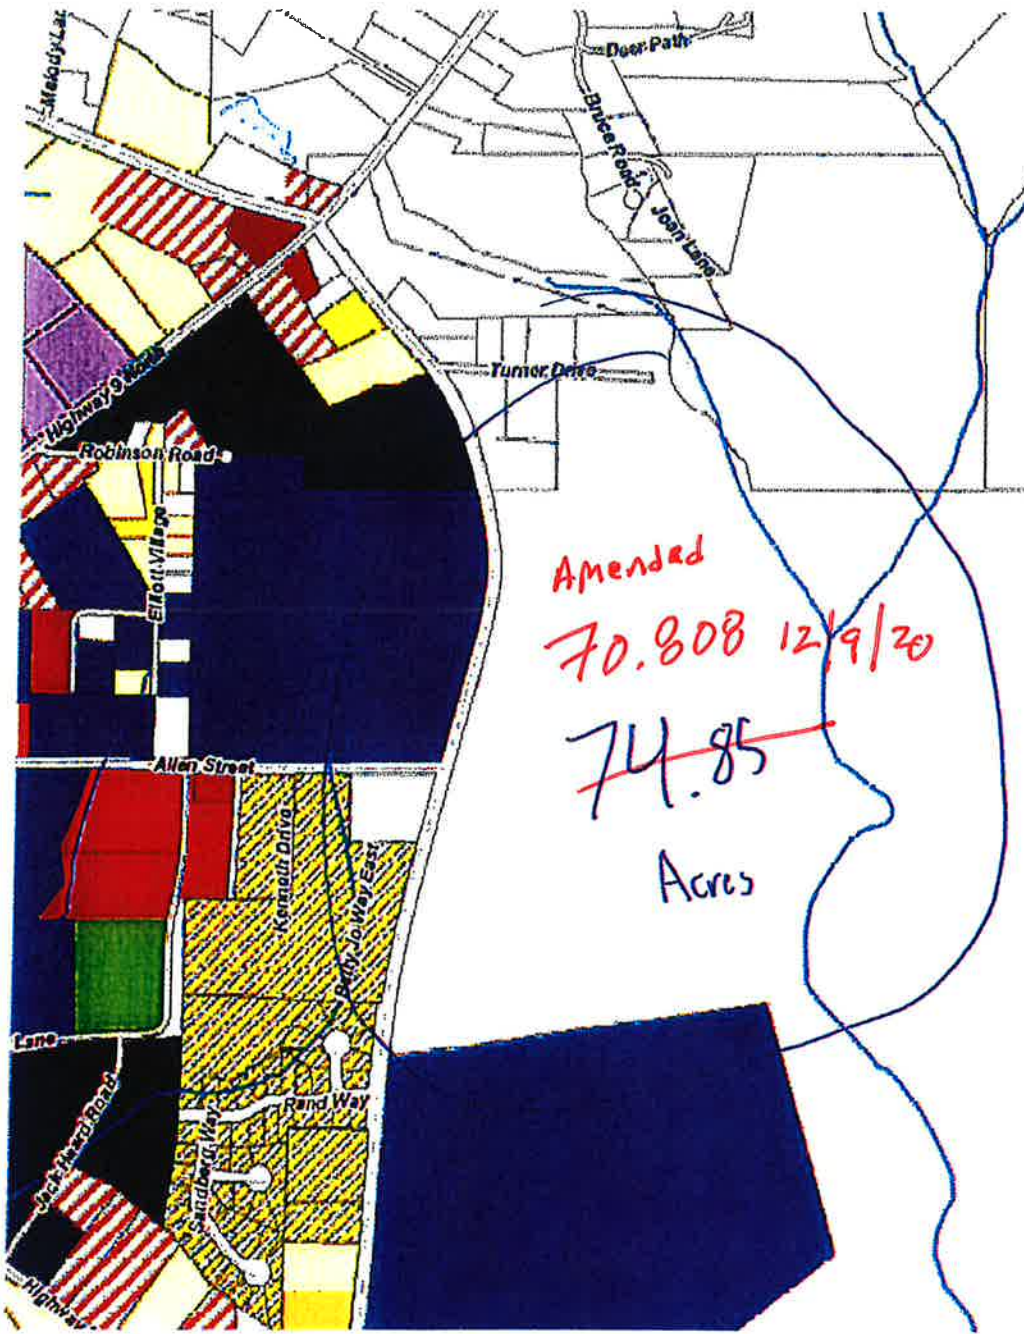 Melody Lan
Deer Path
Bruce Road
Joan Lane
Turner Drive
Highway 9 North
Robinson Road
Elliott Village
Amended
70.808 12/9/20
74.85
Acres
Allen Street
Kenneth Drive
Betty Jo Way East
Lane
Rand Way
Jack Heard Road
Sandberg Way
Highway